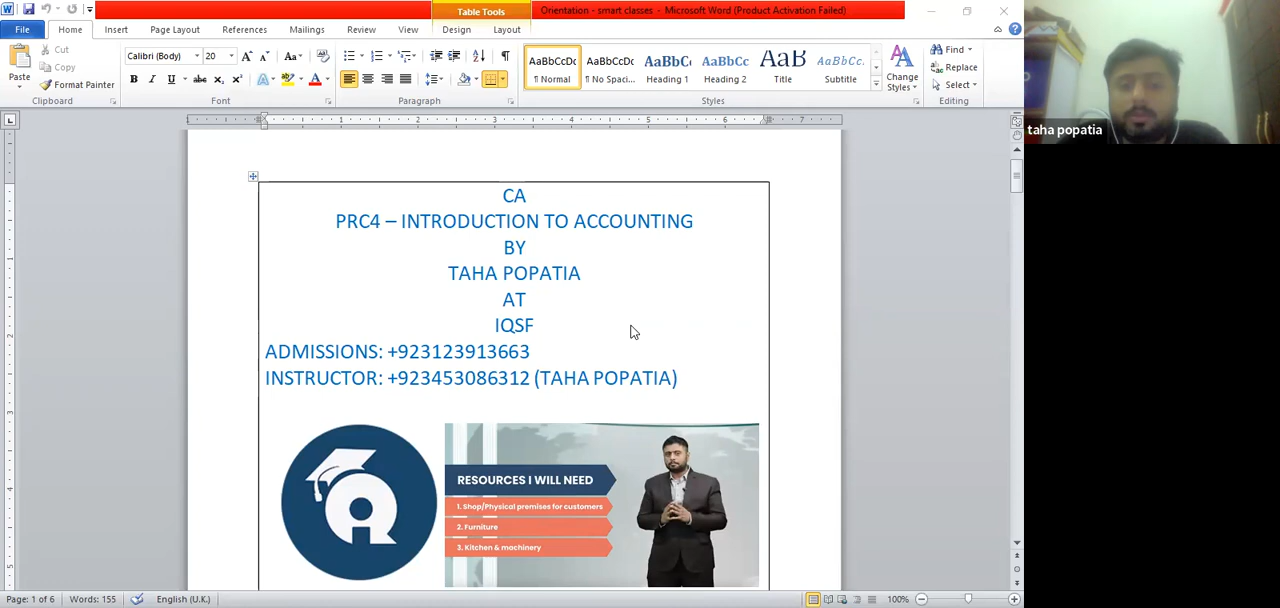 Table Tools
Orientation - smart classes - Microsoft Word (Product Activation Failed)
File Home Insert Page Layout References Mailings Review View Design Layout
Cut
Copy
Format Painter
Paste
Calibri (Body) 20
Clipboard Font Paragraph Styles Editing
AaBbCcDc AaBbCcDc AaBbCc AaBbCc AaB AaBbCc.
¶ Normal ¶ No Spaci... Heading 1 Heading 2 Title Subtitle
Change Styles
Find
Replace
Select
taha popatia
CA
PRC4 – INTRODUCTION TO ACCOUNTING
BY
TAHA POPATIA
AT
IQSF
ADMISSIONS: +923123913663
INSTRUCTOR: +923453086312 (TAHA POPATIA)
RESOURCES I WILL NEED
1. Shop/Physical premises for customers
2. Furniture
3. Kitchen & machinery
Page: 1 of 6 Words: 155 English (U.K.) 100%